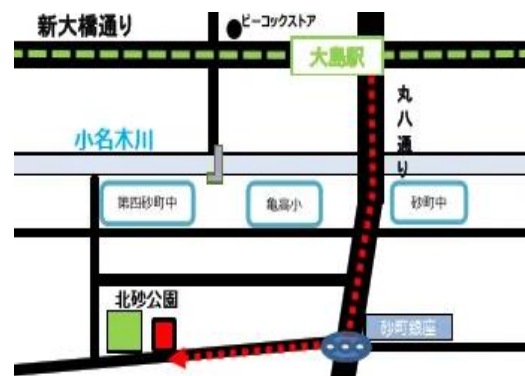 新大橋通り
ピーコックストア
大島駅
丸八通り
小名木川
第四砂町中
亀高小
砂町中
北砂公園
砂町銀座